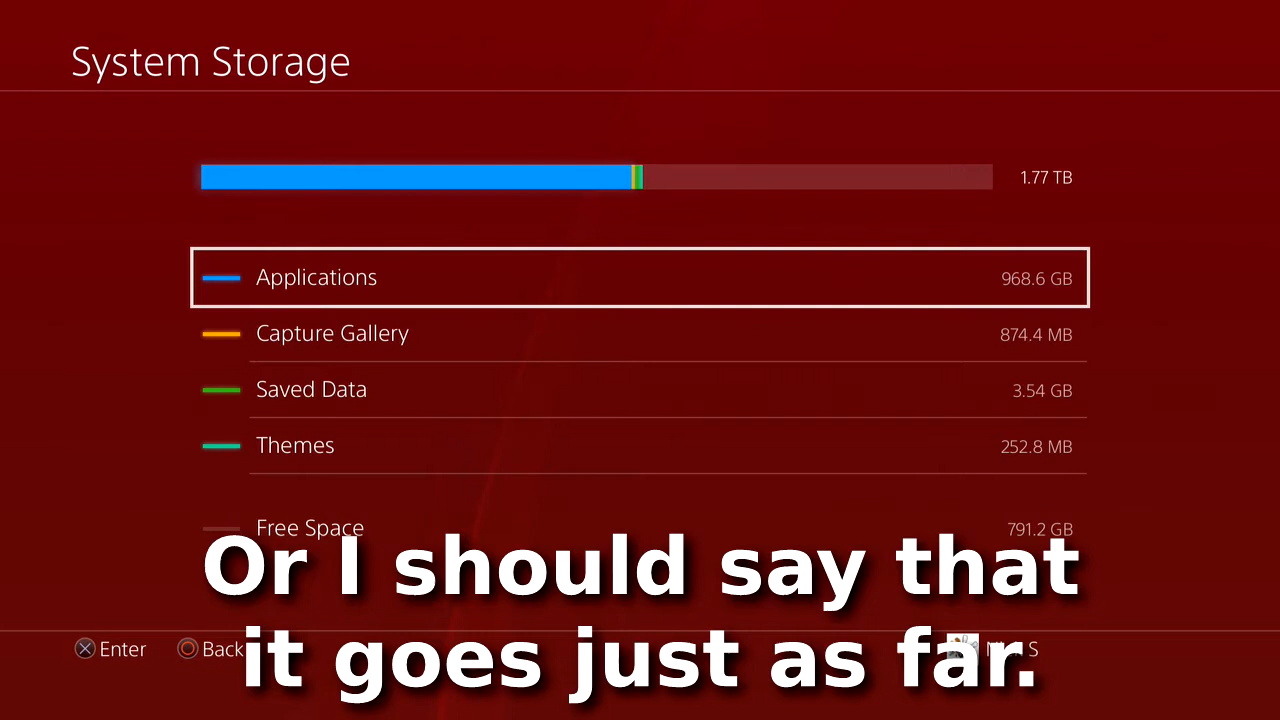 System Storage
1.77 TB
Applications 968.6 GB
Capture Gallery 874.4 MB
Saved Data 3.54 GB
Themes 252.8 MB
Free Space 791.2 GB
Or I should say that
it goes just as far.
Enter Back
S